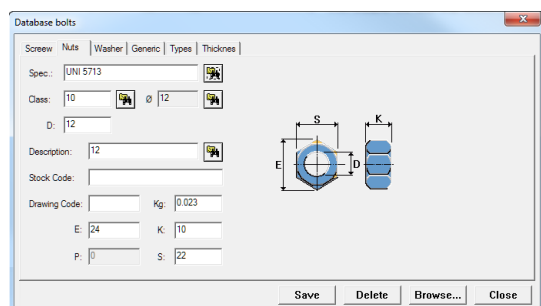 Database bolts
Screew Nuts Washer Generic Types Thicknes
Spec.: UNI 5713
Class: 10 Ø 12
D: 12
Description: 12
Stock Code:
Drawing Code: Kg: 0.023
E: 24 K: 10
P: 0 S: 22
S K
E D
Save Delete Browse... Close